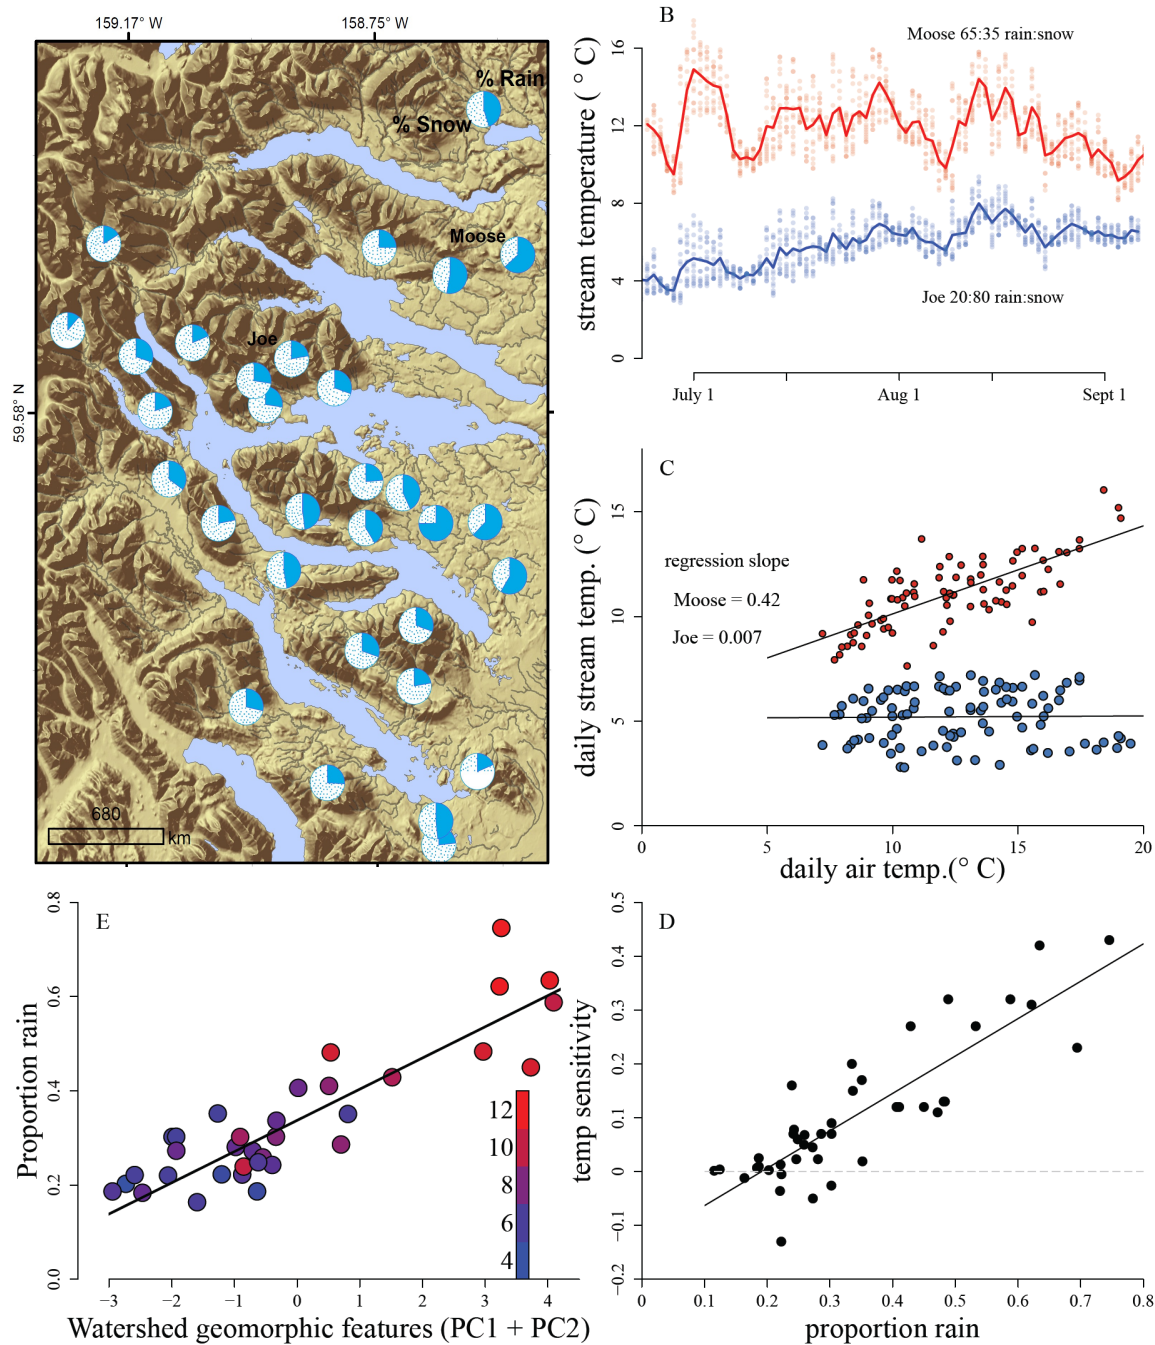 159.17° W
158.75° W
59.58° N
% Rain
% Snow
Moose
Joe
680
km
B
Moose 65:35 rain:snow
Joe 20:80 rain:snow
stream temperature ( ° C)
16
12
8
4
0
July 1
Aug 1
Sept 1
C
regression slope
Moose = 0.42
Joe = 0.007
daily stream temp. (° C)
15
10
5
0
0
5
10
15
20
daily air temp.(° C)
E
Proportion rain
0.8
0.6
0.4
0.2
0.0
12
10
8
6
4
−3
−2
−1
0
1
2
3
4
Watershed geomorphic features (PC1 + PC2)
D
temp sensitivity
0.5
0.4
0.3
0.2
0.1
0
−0.1
−0.2
0
0.1
0.2
0.3
0.4
0.5
0.6
0.7
0.8
proportion rain